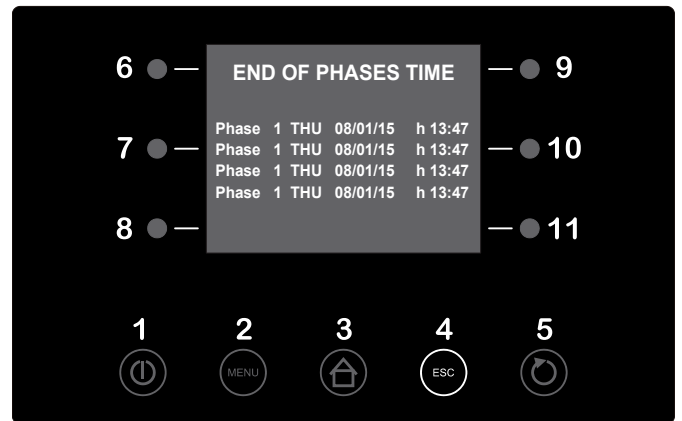 6 END OF PHASES TIME 9
Phase 1 THU 08/01/15 h 13:47
7 Phase 1 THU 08/01/15 h 13:47 10
Phase 1 THU 08/01/15 h 13:47
Phase 1 THU 08/01/15 h 13:47
8 11
1 2 3 4 5
MENU ESC